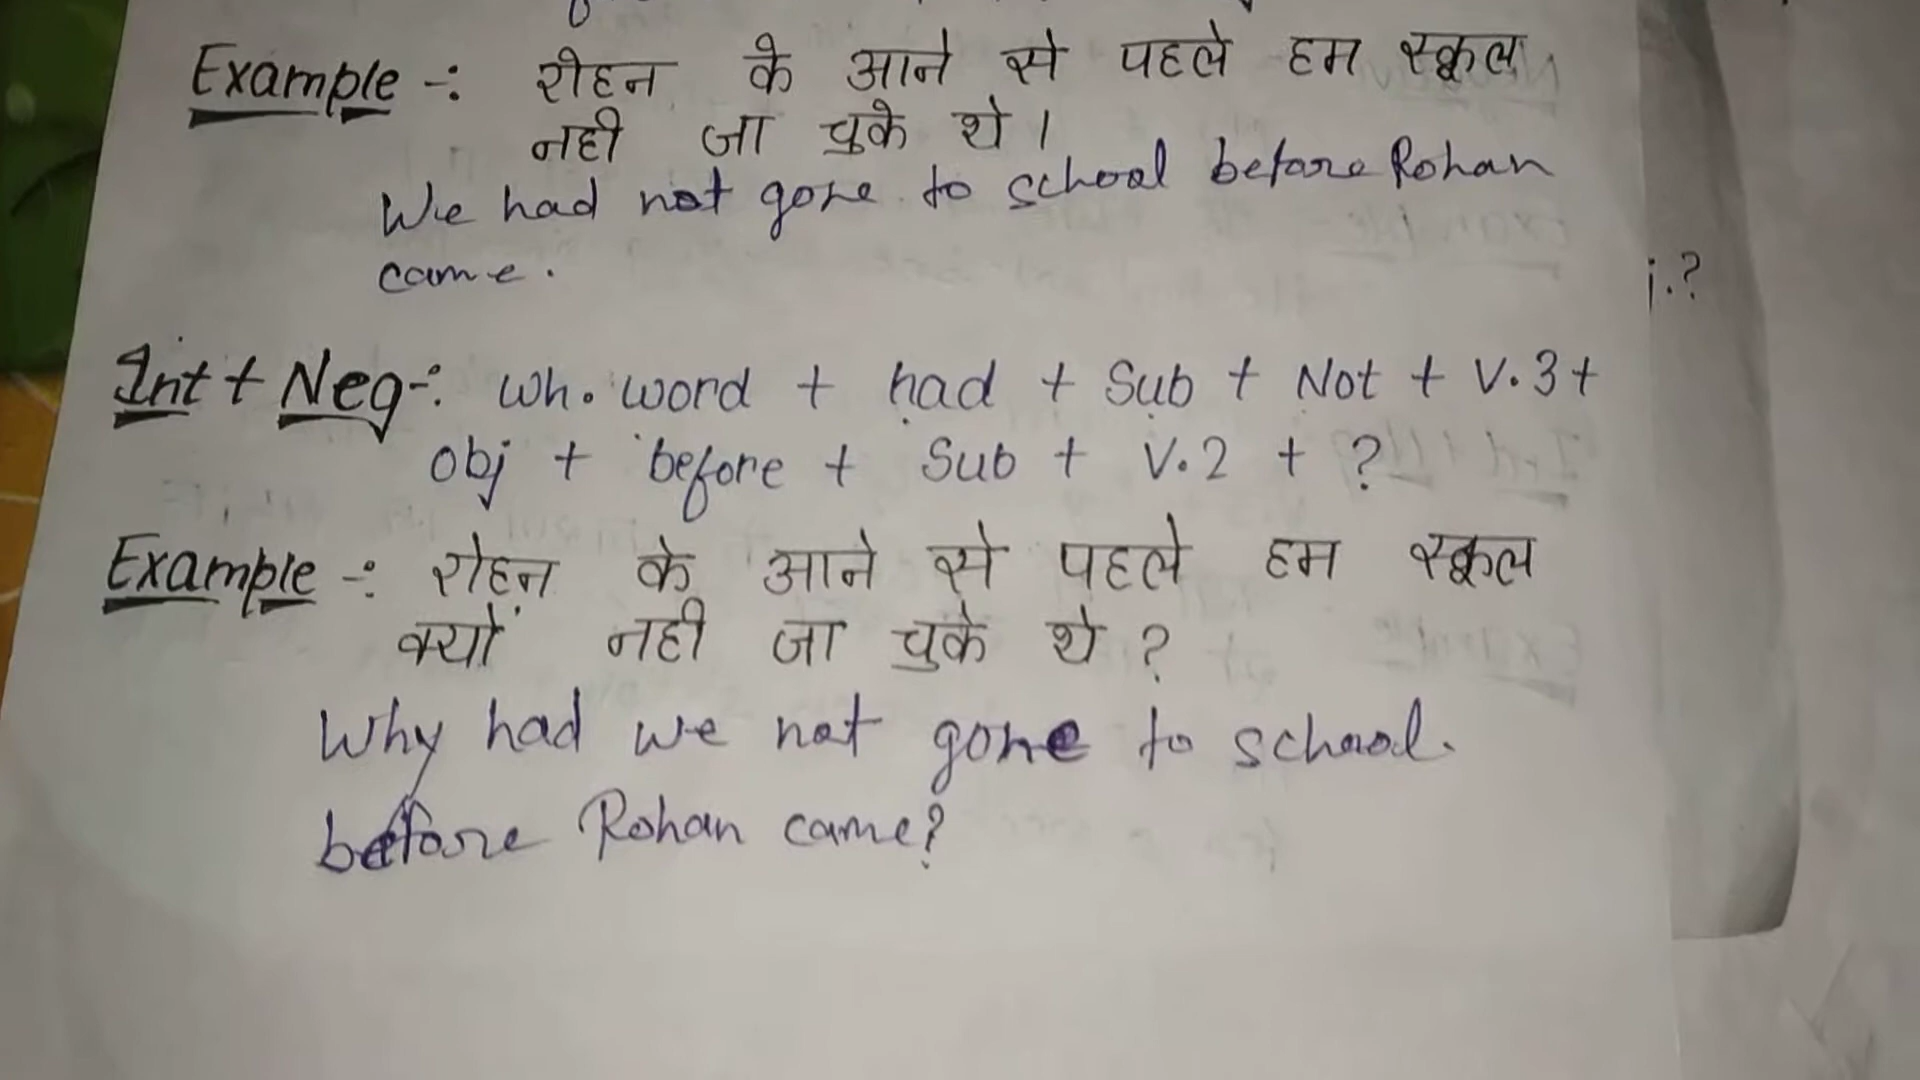 Example -: रोहन के आने से पहले हम स्कूल
नही जा चुके थे।
We had not gone to school before Rohan
came.
i.?
Int + Neg -: wh. word + had + Sub + Not + V.3 +
obj + before + Sub + V.2 + ?
Example -: रोहन के आने से पहले हम स्कूल
क्यों नही जा चुके थे?
Why had we not gone to school.
before Rohan came?